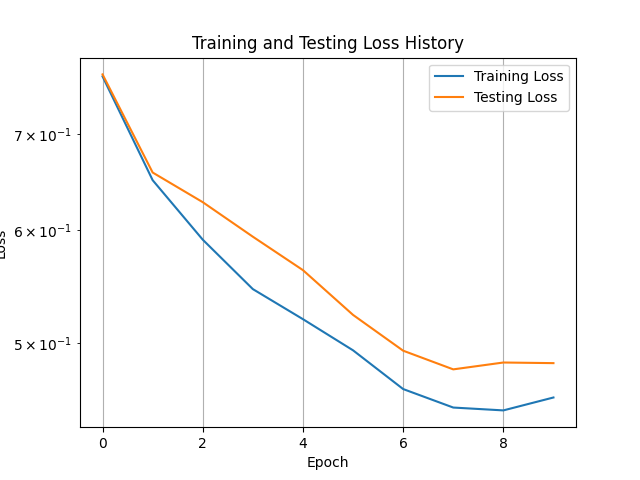 Training and Testing Loss History
Training Loss
Testing Loss
7 × 10⁻¹
6 × 10⁻¹
5 × 10⁻¹
Loss
0 2 4 6 8
Epoch